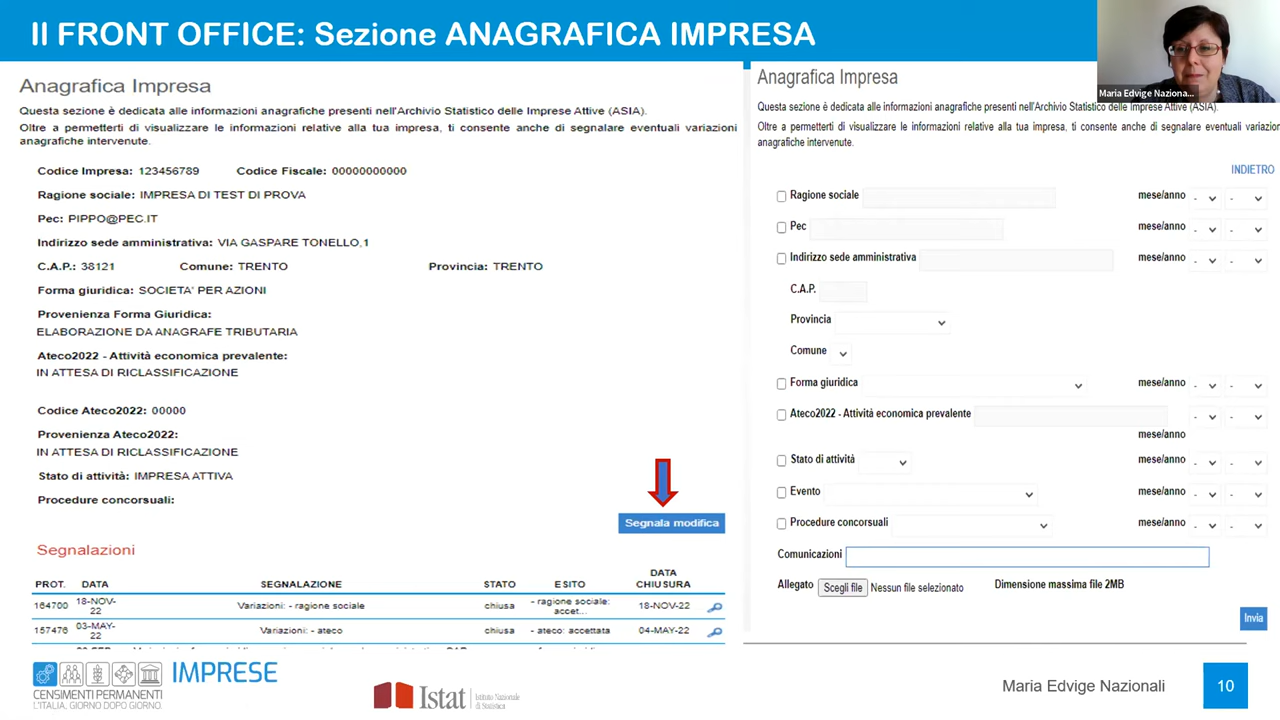 II FRONT OFFICE: Sezione ANAGRAFICA IMPRESA
Maria Edvige Naziona...
Anagrafica Impresa
Questa sezione è dedicata alle informazioni anagrafiche presenti nell'Archivio Statistico delle Imprese Attive (ASIA).
Oltre a permetterti di visualizzare le informazioni relative alla tua impresa, ti consente anche di segnalare eventuali variazioni
anagrafiche intervenute.
Codice Impresa: 123456789 Codice Fiscale: 00000000000
Ragione sociale: IMPRESA DI TEST DI PROVA
Pec: PIPPO@PEC.IT
Indirizzo sede amministrativa: VIA GASPARE TONELLO,1
C.A.P.: 38121 Comune: TRENTO Provincia: TRENTO
Forma giuridica: SOCIETA' PER AZIONI
Provenienza Forma Giuridica:
ELABORAZIONE DA ANAGRAFE TRIBUTARIA
Ateco2022 - Attività economica prevalente:
IN ATTESA DI RICLASSIFICAZIONE
Codice Ateco2022: 00000
Provenienza Ateco2022:
IN ATTESA DI RICLASSIFICAZIONE
Stato di attività: IMPRESA ATTIVA
Procedure concorsuali:
Segnala modifica
Segnalazioni
PROT. DATA SEGNALAZIONE STATO ESITO DATA CHIUSURA
164700 18-NOV-22 Variazioni: - ragione sociale chiusa - ragione sociale: accet... 18-NOV-22
157476 03-MAY-22 Variazioni: - ateco chiusa - ateco: accettata 04-MAY-22
Anagrafica Impresa
Questa sezione è dedicata alle informazioni anagrafiche presenti nell'Archivio Statistico delle Imprese Attive (ASIA).
Oltre a permetterti di visualizzare le informazioni relative alla tua impresa, ti consente anche di segnalare eventuali variazion
anagrafiche intervenute.
INDIETRO
Ragione sociale mese/anno - -
Pec mese/anno - -
Indirizzo sede amministrativa mese/anno - -
C.A.P.
Provincia
Comune
Forma giuridica mese/anno - -
Ateco2022 - Attività economica prevalente - -
mese/anno
Stato di attività mese/anno - -
Evento mese/anno - -
Procedure concorsuali mese/anno - -
Comunicazioni
Allegato Scegli file Nessun file selezionato Dimensione massima file 2MB
Invia
IMPRESE
CENSIMENTI PERMANENTI
L'ITALIA, GIORNO DOPO GIORNO.
Istat Istituto Nazionale
di Statistica
Maria Edvige Nazionali
10